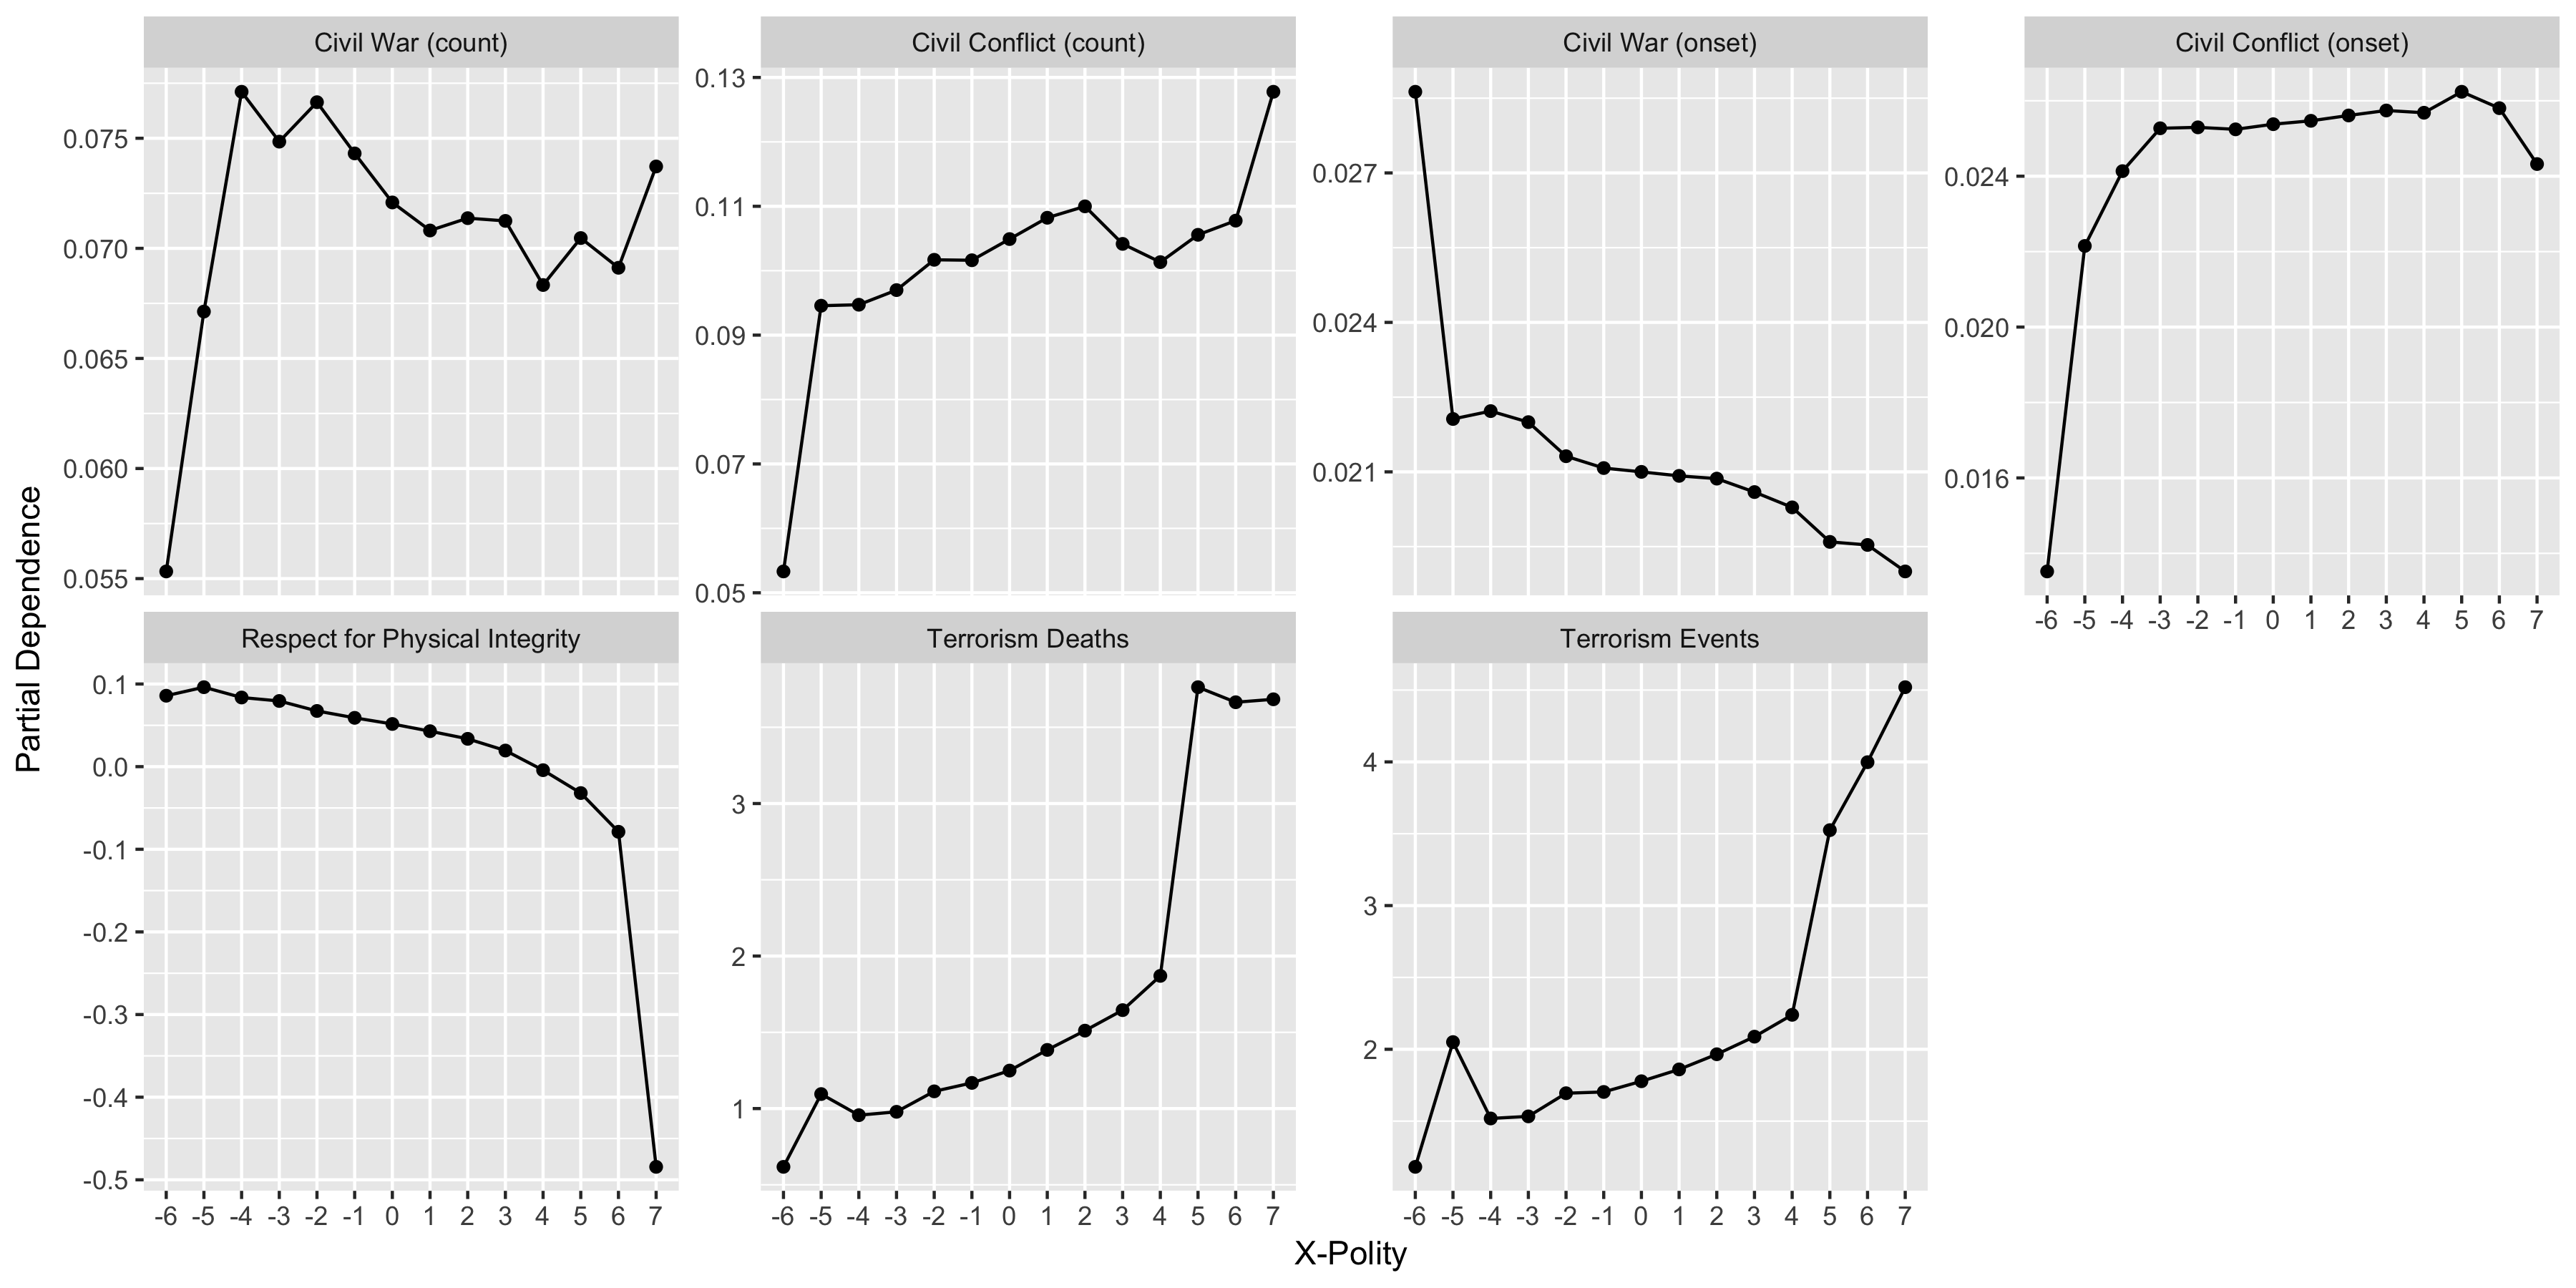 Civil War (count)
Civil Conflict (count)
Civil War (onset)
Civil Conflict (onset)
0.075
0.070
0.065
0.060
0.055
0.13
0.11
0.09
0.07
0.05
0.027
0.024
0.021
0.024
0.020
0.016
-6 -5 -4 -3 -2 -1 0 1 2 3 4 5 6 7
Partial Dependence
Respect for Physical Integrity
Terrorism Deaths
Terrorism Events
0.1
0.0
-0.1
-0.2
-0.3
-0.4
-0.5
3
2
1
4
3
2
-6 -5 -4 -3 -2 -1 0 1 2 3 4 5 6 7
-6 -5 -4 -3 -2 -1 0 1 2 3 4 5 6 7
-6 -5 -4 -3 -2 -1 0 1 2 3 4 5 6 7
X-Polity